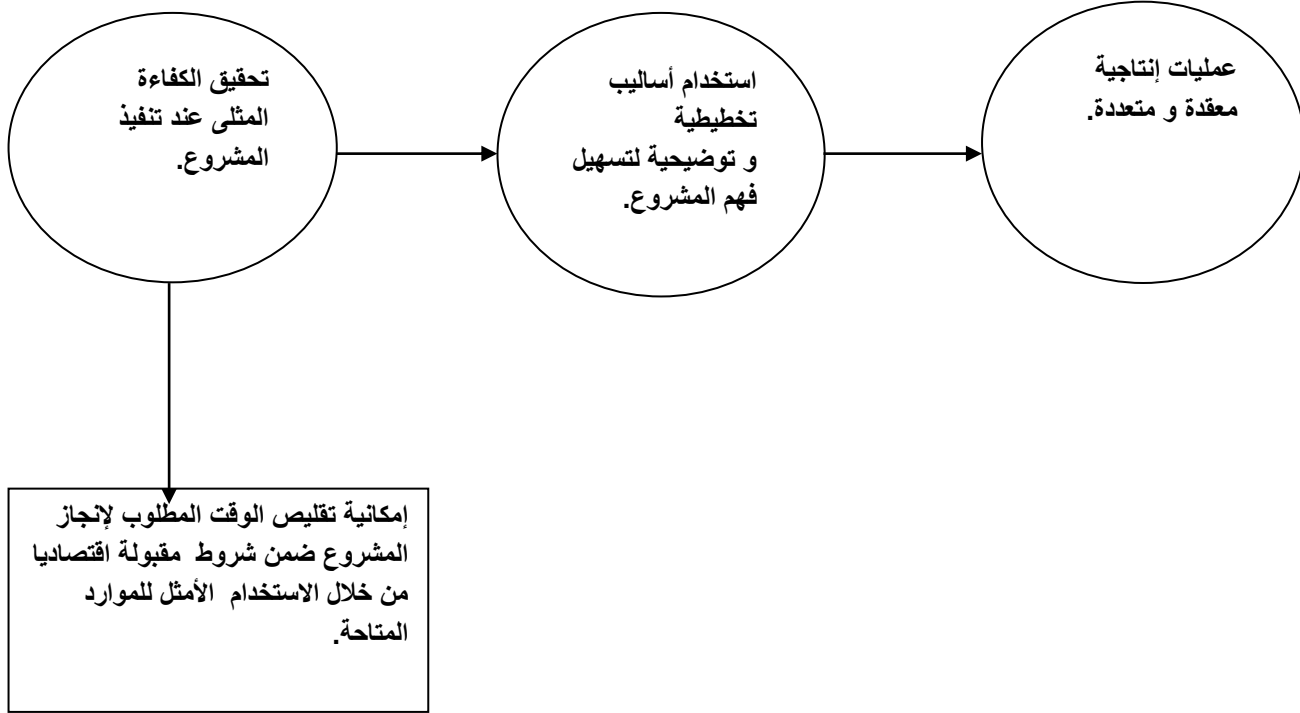 عمليات إنتاجية
معقدة و متعددة.
استخدام أساليب
تخطيطية
و توضيحية لتسهيل
فهم المشروع.
تحقيق الكفاءة
المثلى عند تنفيذ
المشروع.
إمكانية تقليص الوقت المطلوب لإنجاز
المشروع ضمن شروط مقبولة اقتصاديا
من خلال الاستخدام الأمثل للموارد
المتاحة.